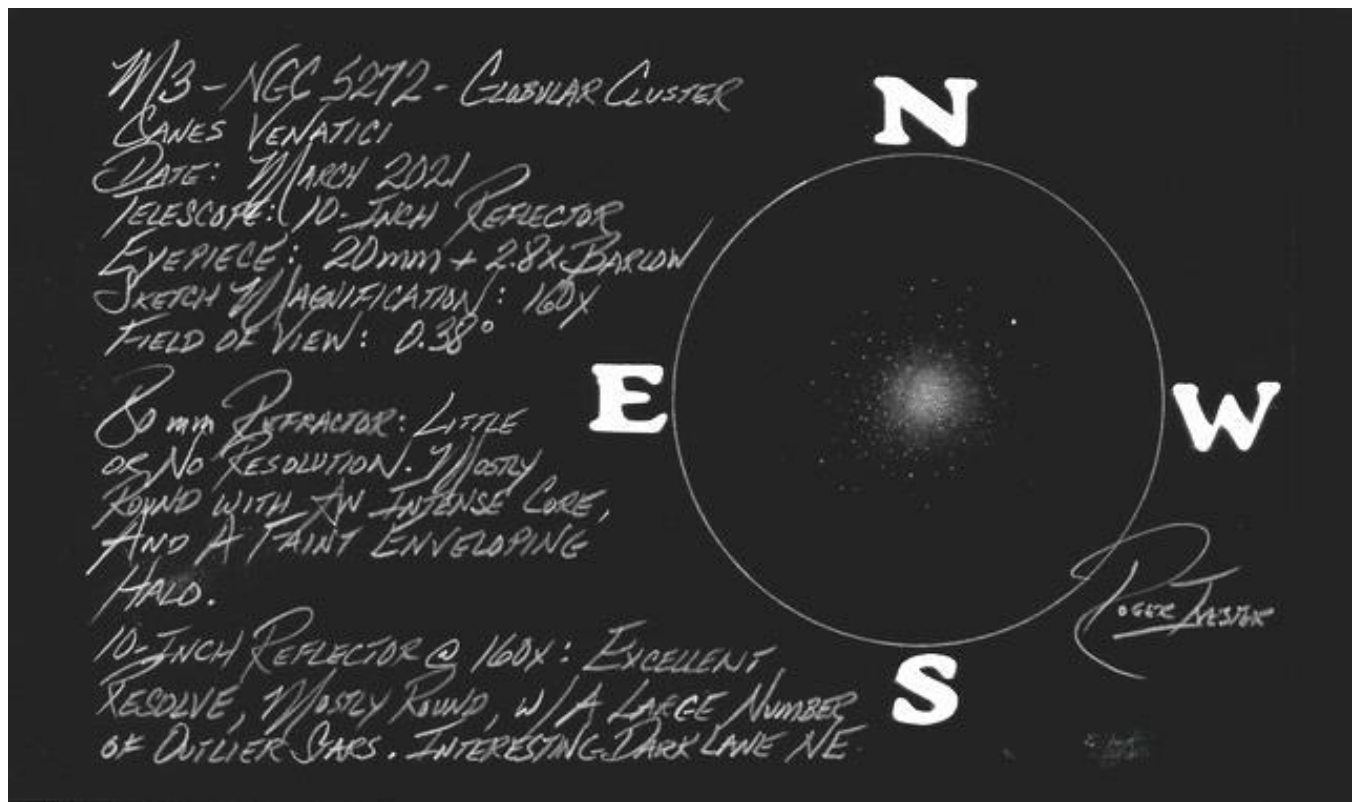 M3 - NGC 5272 - Globular Cluster
Canes Venatici
Date: March 2021
Telescope: 10-Inch Reflector
Eyepiece: 20mm + 2.8x Barlow
Sketch Magnification: 160x
Field of View: 0.38°
80 mm Refractor: Little
or No Resolution. Mostly
Round with an Intense Core,
And A Faint Enveloping
Halo.
10-Inch Reflector @ 160x: Excellent
Resolve, Mostly Round, w/A Large Number
of Outlier Stars. Interesting Dark Lane NE
N
E
W
S
Roger Ivester